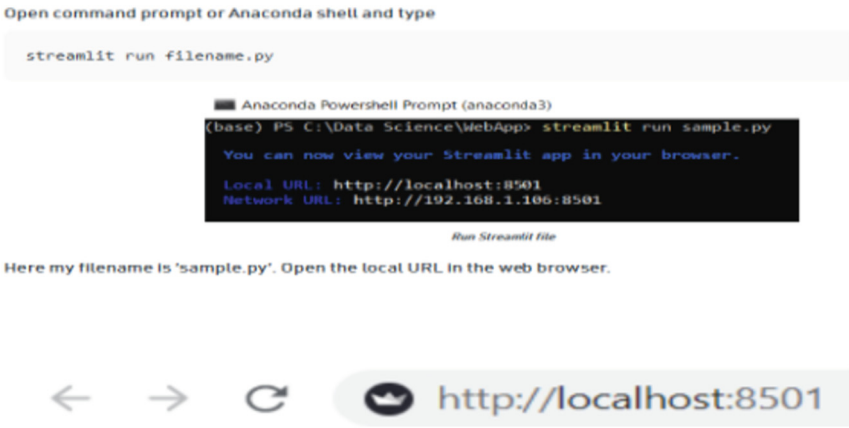 Open command prompt or Anaconda shell and type
streamlit run filename.py
Anaconda Powershell Prompt (anaconda3)
(base) PS C:\Data Science\WebApp> streamlit run sample.py
You can now view your Streamlit app in your browser.
Local URL: http://localhost:8501
Network URL: http://192.168.1.106:8501
Run Streamlit file
Here my filename is 'sample.py'. Open the local URL in the web browser.
http://localhost:8501